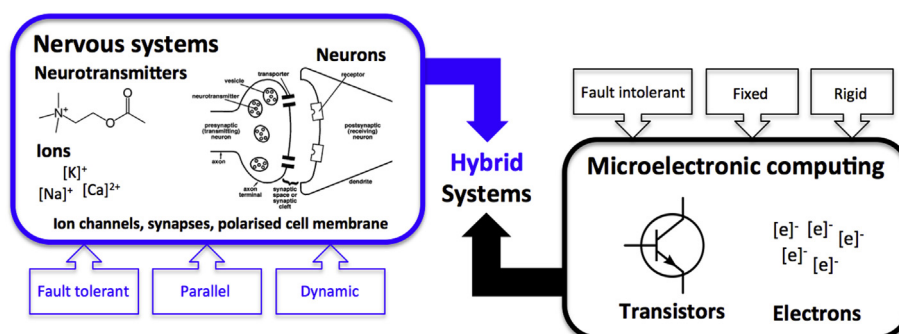 Nervous systems
Neurotransmitters
N+
O
O
Ions
[K]+
[Na]+ [Ca]2+
Neurons
transporter
receptor
vesicle
neurotransmitter
presynaptic
(transmitting)
neuron
postsynaptic
(receiving)
neuron
axon
axon
terminal
synaptic
space or
synaptic
cleft
dendrite
Ion channels, synapses, polarised cell membrane
Fault tolerant
Parallel
Dynamic
Hybrid
Systems
Fault intolerant
Fixed
Rigid
Microelectronic computing
[e]- [e]- [e]-
[e]- [e]-
Transistors
Electrons